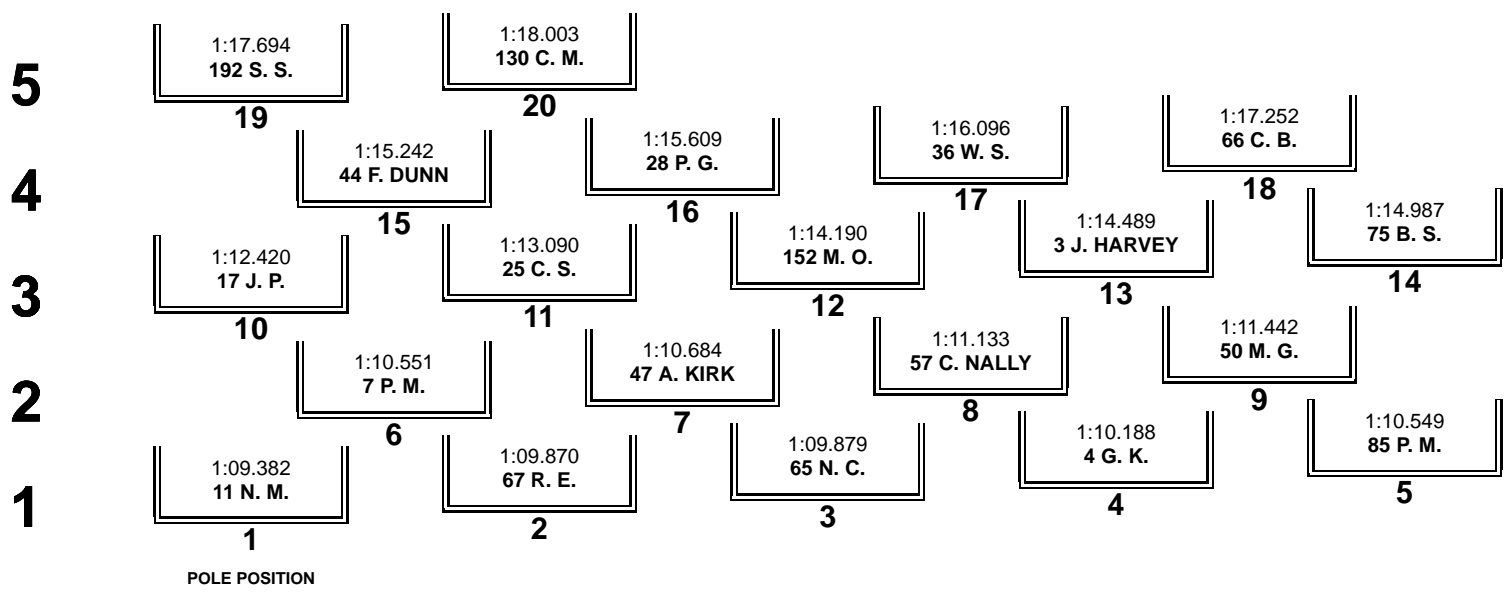 5
1:17.694
192 S. S.
19
1:18.003
130 C. M.
20
4
1:15.242
44 F. DUNN
15
1:15.609
28 P. G.
16
1:16.096
36 W. S.
17
1:17.252
66 C. B.
18
3
1:12.420
17 J. P.
10
1:13.090
25 C. S.
11
1:14.190
152 M. O.
12
1:14.489
3 J. HARVEY
13
1:14.987
75 B. S.
14
2
1:10.551
7 P. M.
6
1:10.684
47 A. KIRK
7
1:11.133
57 C. NALLY
8
1:11.442
50 M. G.
9
1
1:09.382
11 N. M.
1
1:09.870
67 R. E.
2
1:09.879
65 N. C.
3
1:10.188
4 G. K.
4
1:10.549
85 P. M.
5
POLE POSITION